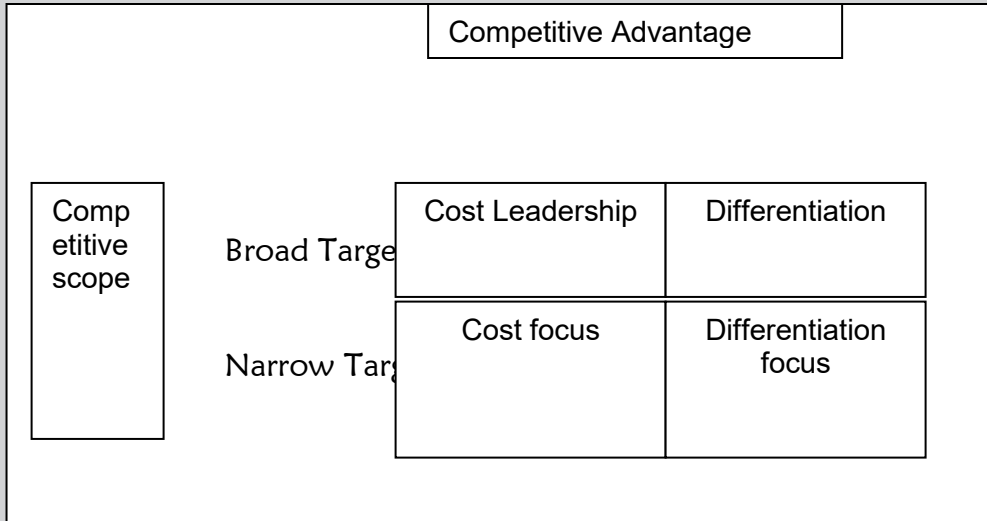 Competitive Advantage
Comp
etitive
scope
Broad Targe
Cost Leadership
Differentiation
Narrow Targ
Cost focus
Differentiation
focus